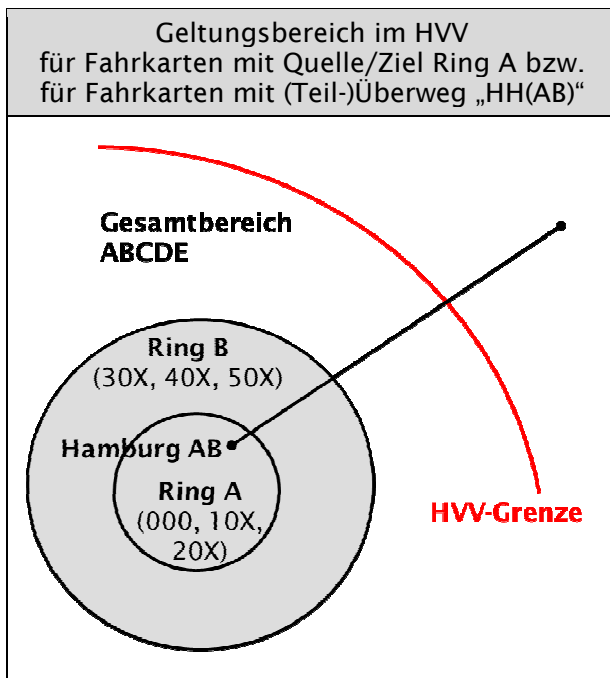 Geltungsbereich im HVV
für Fahrkarten mit Quelle/Ziel Ring A bzw.
für Fahrkarten mit (Teil-)Überweg „HH(AB)“
Gesamtbereich
ABCDE
Ring B
(30X, 40X, 50X)
Hamburg AB
Ring A
(000, 10X,
20X)
HVV-Grenze